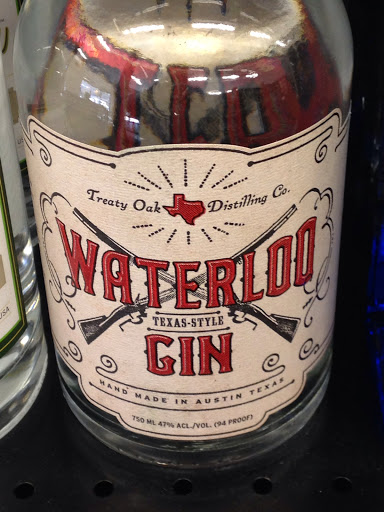 Treaty Oak Distilling Co.
WATERLOO
TEXAS-STYLE
GIN
HAND MADE IN AUSTIN TEXAS
750 ML 47% ACL./VOL. (94 PROOF)
USA